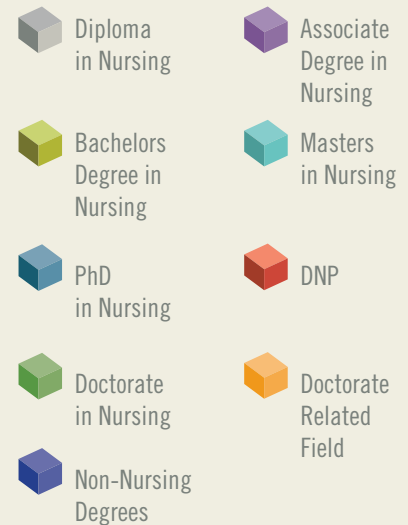 Diploma
in Nursing
Associate
Degree in
Nursing
Bachelors
Degree in
Nursing
Masters
in Nursing
PhD
in Nursing
DNP
Doctorate
in Nursing
Doctorate
Related
Field
Non-Nursing
Degrees